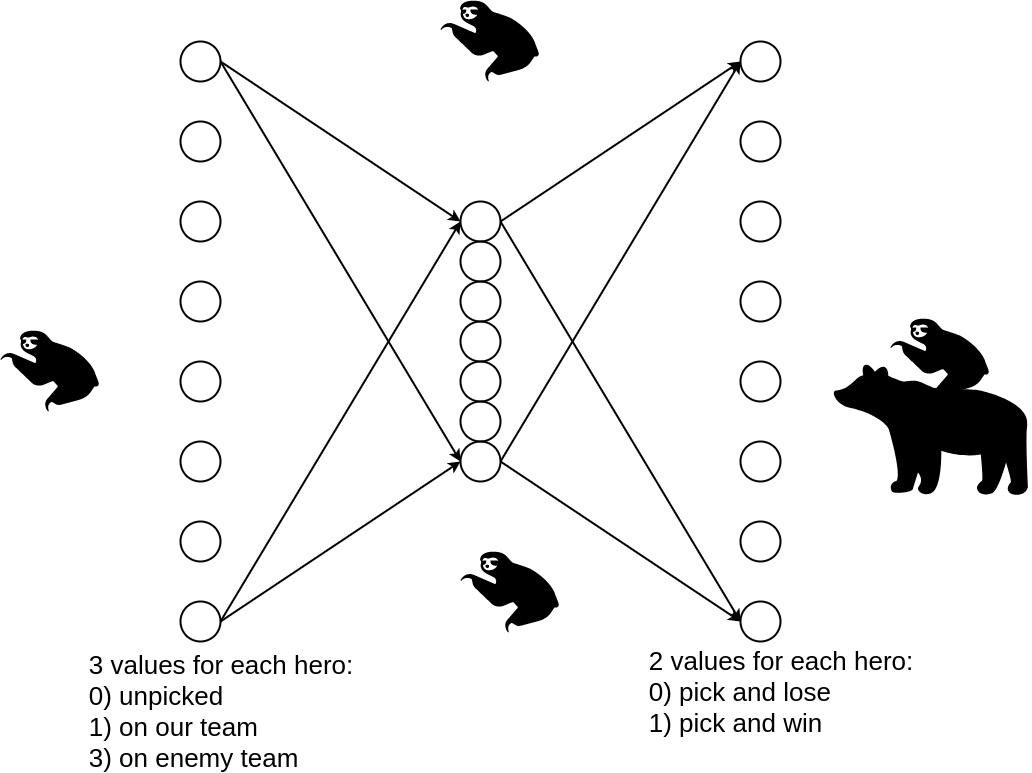 3 values for each hero:
0) unpicked
1) on our team
3) on enemy team
2 values for each hero:
0) pick and lose
1) pick and win